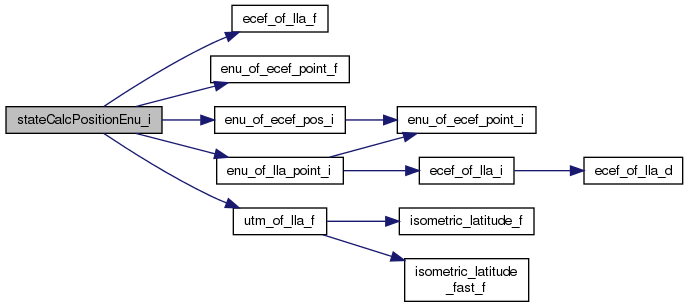 ecef_of_lla_f
enu_of_ecef_point_f
stateCalcPositionEnu_i
enu_of_ecef_pos_i
enu_of_ecef_point_i
enu_of_lla_point_i
ecef_of_lla_i
ecef_of_lla_d
utm_of_lla_f
isometric_latitude_f
isometric_latitude
_fast_f